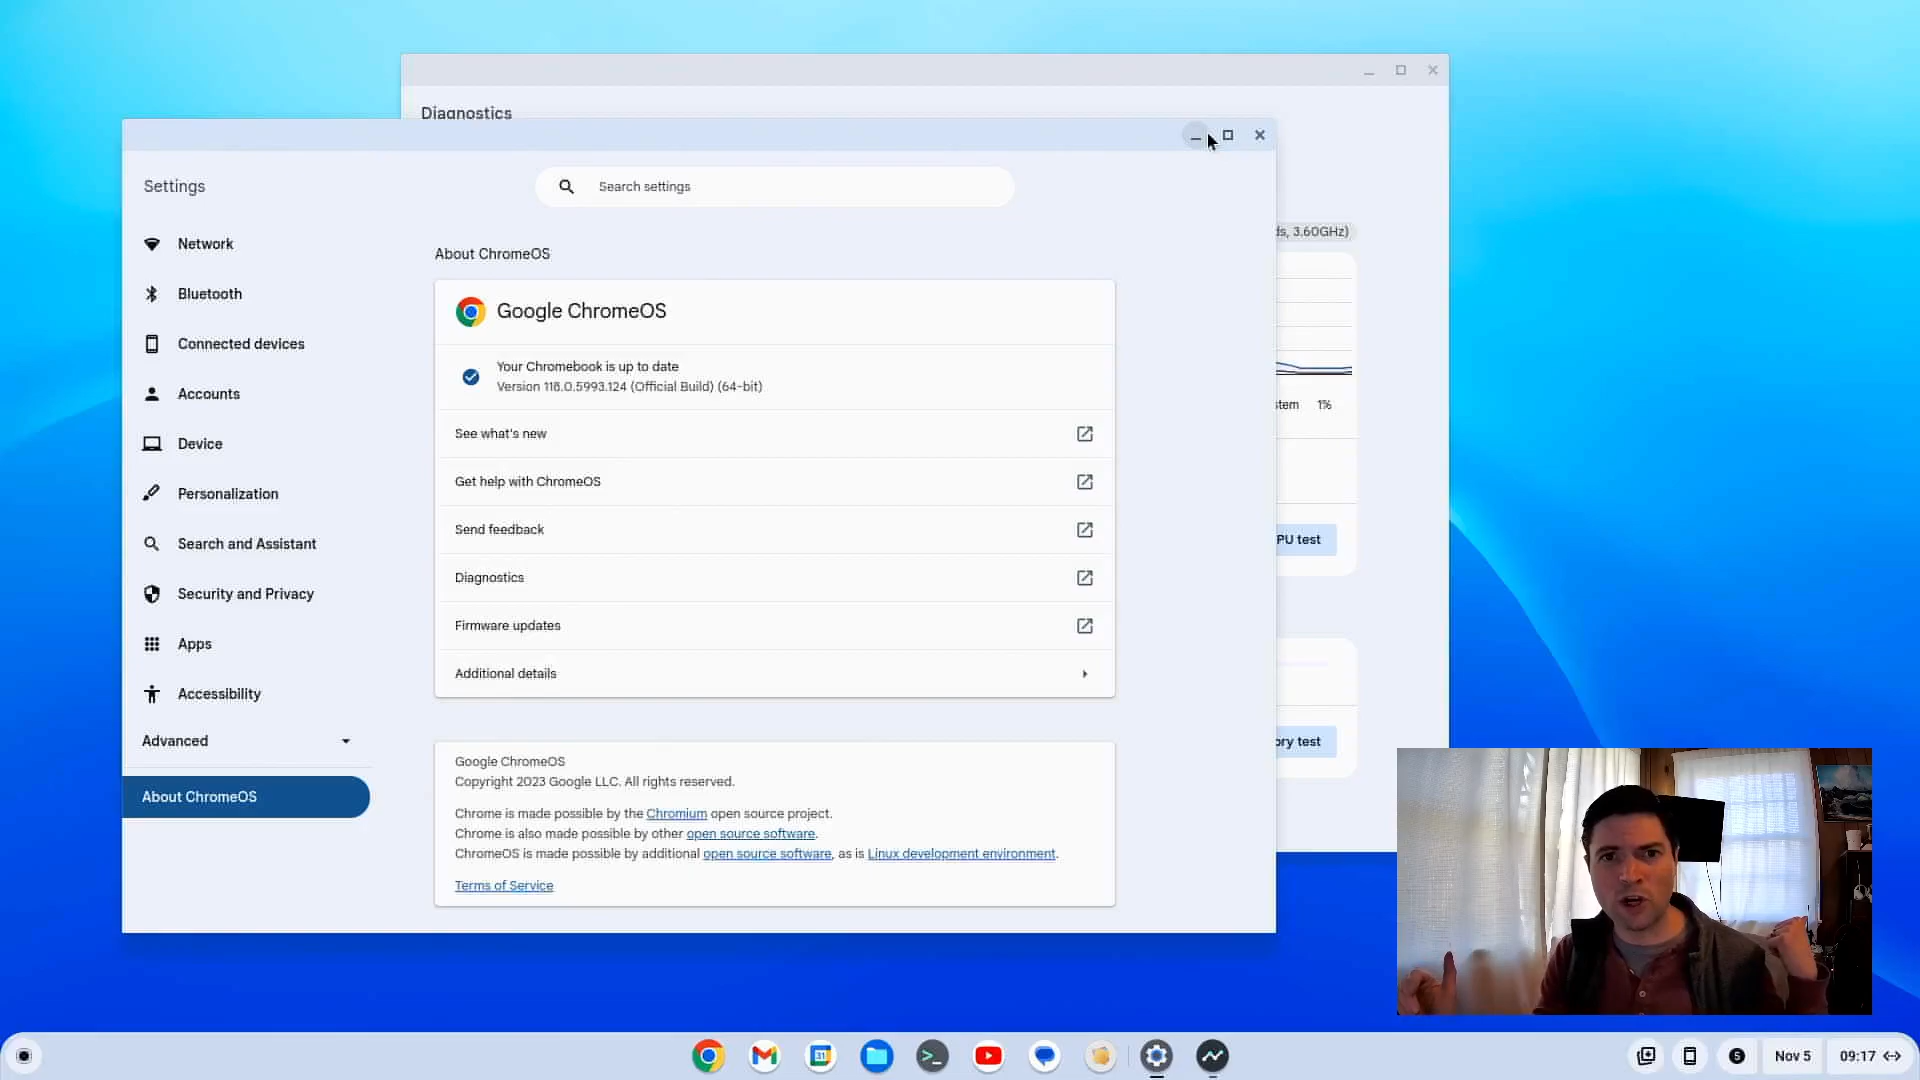 Diagnostics
Settings
Search settings
ds, 3.60GHz)
Network
About ChromeOS
Bluetooth
Google ChromeOS
Connected devices
Your Chromebook is up to date
Version 118.0.5993.124 (Official Build) (64-bit)
Accounts
stem 1%
See what's new
Device
Get help with ChromeOS
Personalization
Send feedback
PU test
Search and Assistant
Diagnostics
Security and Privacy
Firmware updates
Apps
Additional details
Accessibility
Advanced
ory test
Google ChromeOS
Copyright 2023 Google LLC. All rights reserved.
About ChromeOS
Chrome is made possible by the Chromium open source project.
Chrome is also made possible by other open source software.
ChromeOS is made possible by additional open source software, as is Linux development environment.
Terms of Service
31
5
Nov 5
09:17